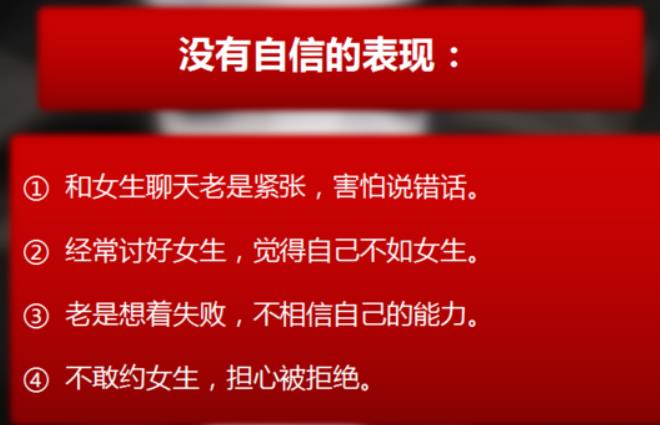 没有自信的表现：
① 和女生聊天老是紧张，害怕说错话。
② 经常讨好女生，觉得自己不如女生。
③ 老是想着失败，不相信自己的能力。
④ 不敢约女生，担心被拒绝。